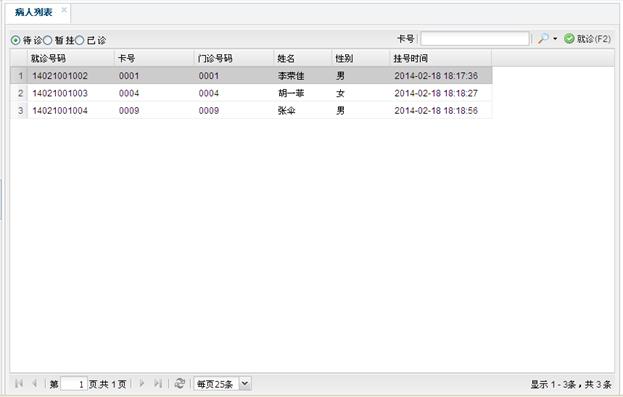 病人列表
待诊 暂挂 已诊 卡号 就诊(F2)
就诊号码 卡号 门诊号码 姓名 性别 挂号时间
1 14021001002 0001 0001 李荣佳 男 2014-02-18 18:17:36
2 14021001003 0004 0004 胡一菲 女 2014-02-18 18:18:27
3 14021001004 0009 0009 张伞 男 2014-02-18 18:18:56
第 1 页,共 1 页 每页25条 显示 1 - 3条，共 3 条